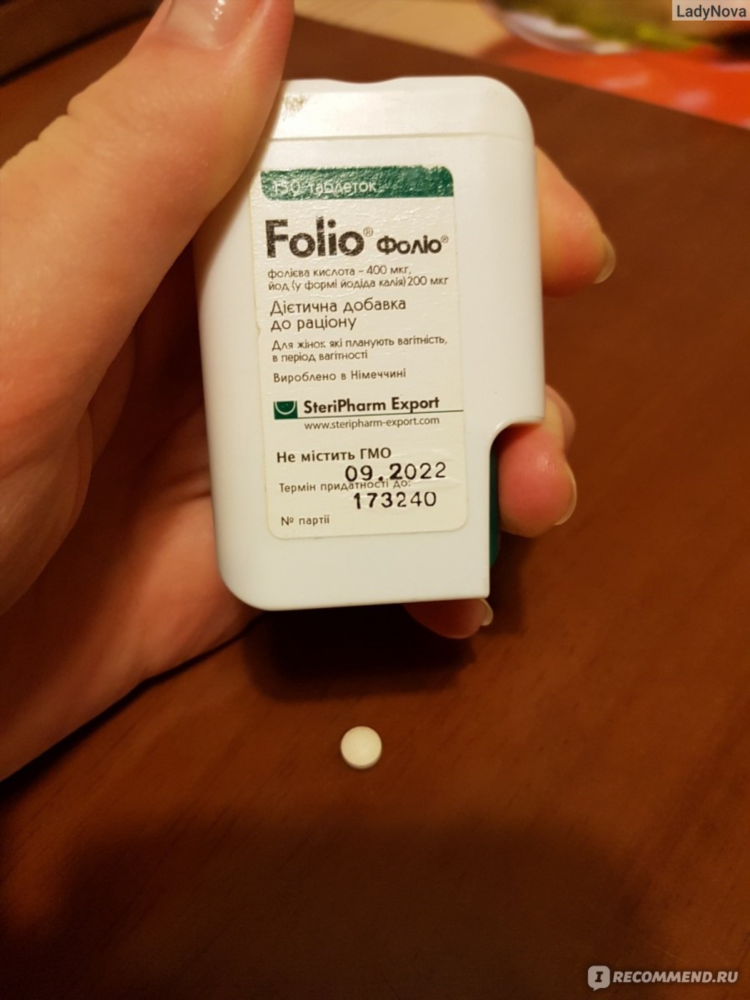 LadyNova
150 таблеток
Folio® Фоліо®
фолієва кислота – 400 мкг,
йод (у формі йодіда калія) 200 мкг
Дієтична добавка
до раціону
Для жінок які планують вагітність,
в період вагітності
Вироблено в Німеччині
SteriPharm Export
www.steripharm-export.com
Не містить ГМО
09.2022
Термін придатності до:
173240
№ партії
I RECOMMEND.RU